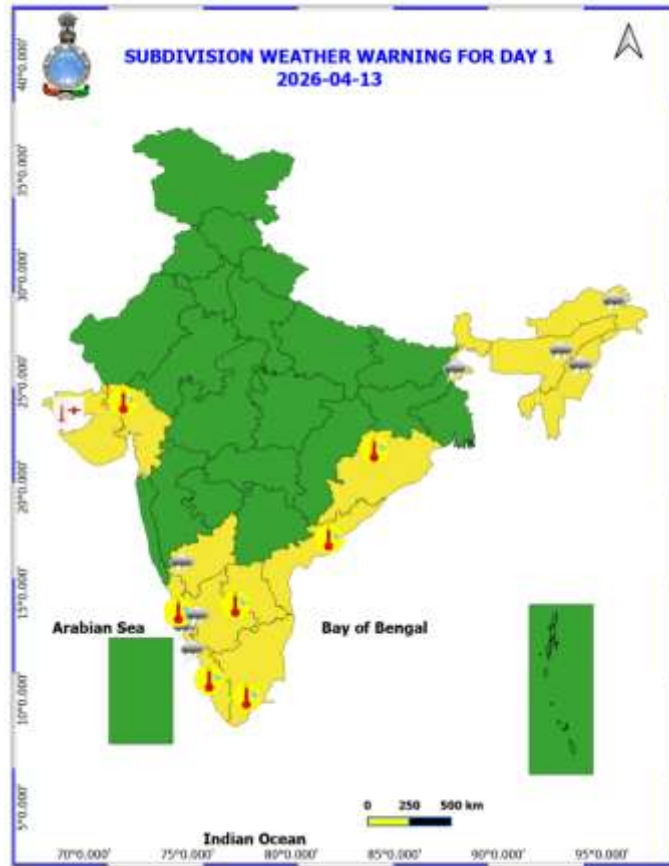 SUBDIVISION WEATHER WARNING FOR DAY 1
2026-04-13
40°0.000'
35°0.000'
30°0.000'
25°0.000'
20°0.000'
15°0.000'
10°0.000'
5°0.000'
Arabian Sea
Bay of Bengal
0 250 500 km
Indian Ocean
70°0.000' 75°0.000' 80°0.000' 85°0.000' 90°0.000' 95°0.000'